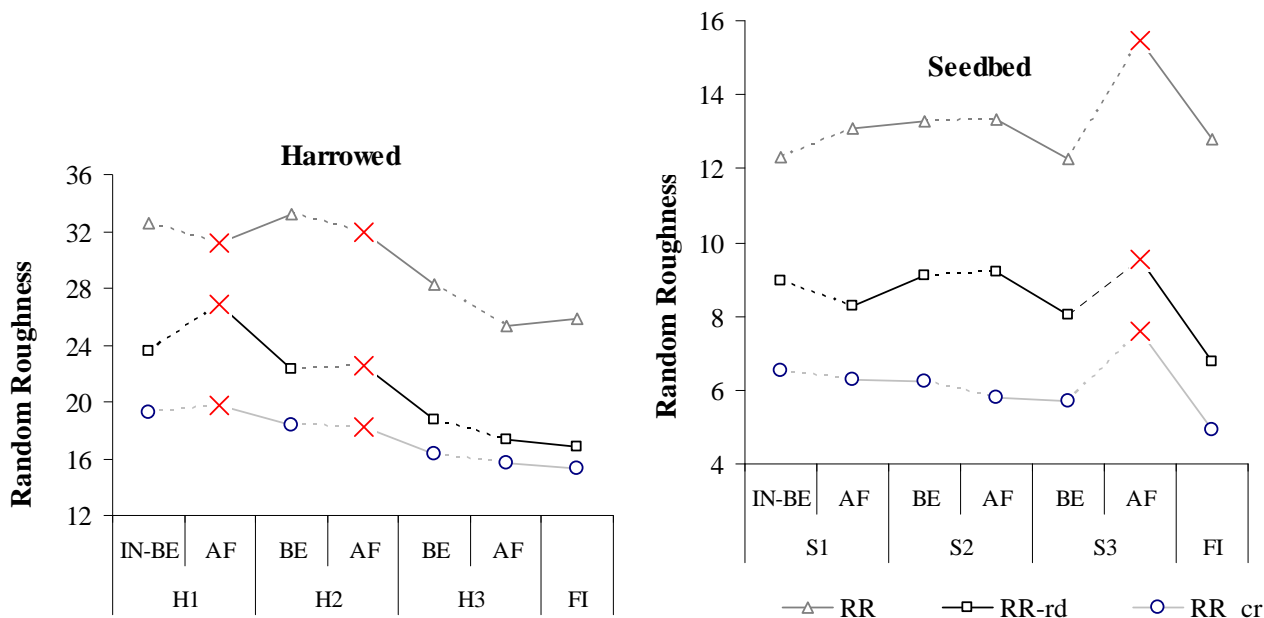 Harrowed
Random Roughness
36
32
28
24
20
16
12
IN-BE AF BE AF BE AF
H1 H2 H3 FI
Seedbed
Random Roughness
16
14
12
10
8
6
4
IN-BE AF BE AF BE AF
S1 S2 S3 FI
RR RR-rd RR_cr